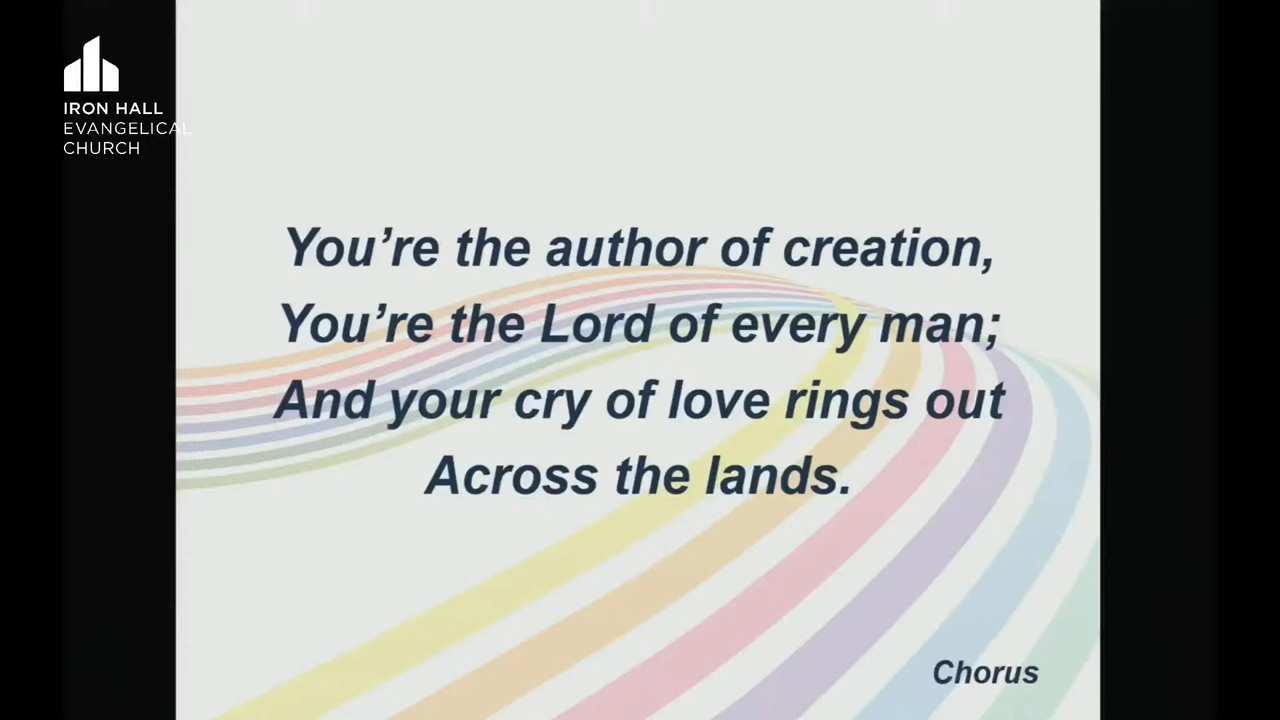 IRON HALL
EVANGELICAL
CHURCH
You’re the author of creation,
You’re the Lord of every man;
And your cry of love rings out
Across the lands.
Chorus